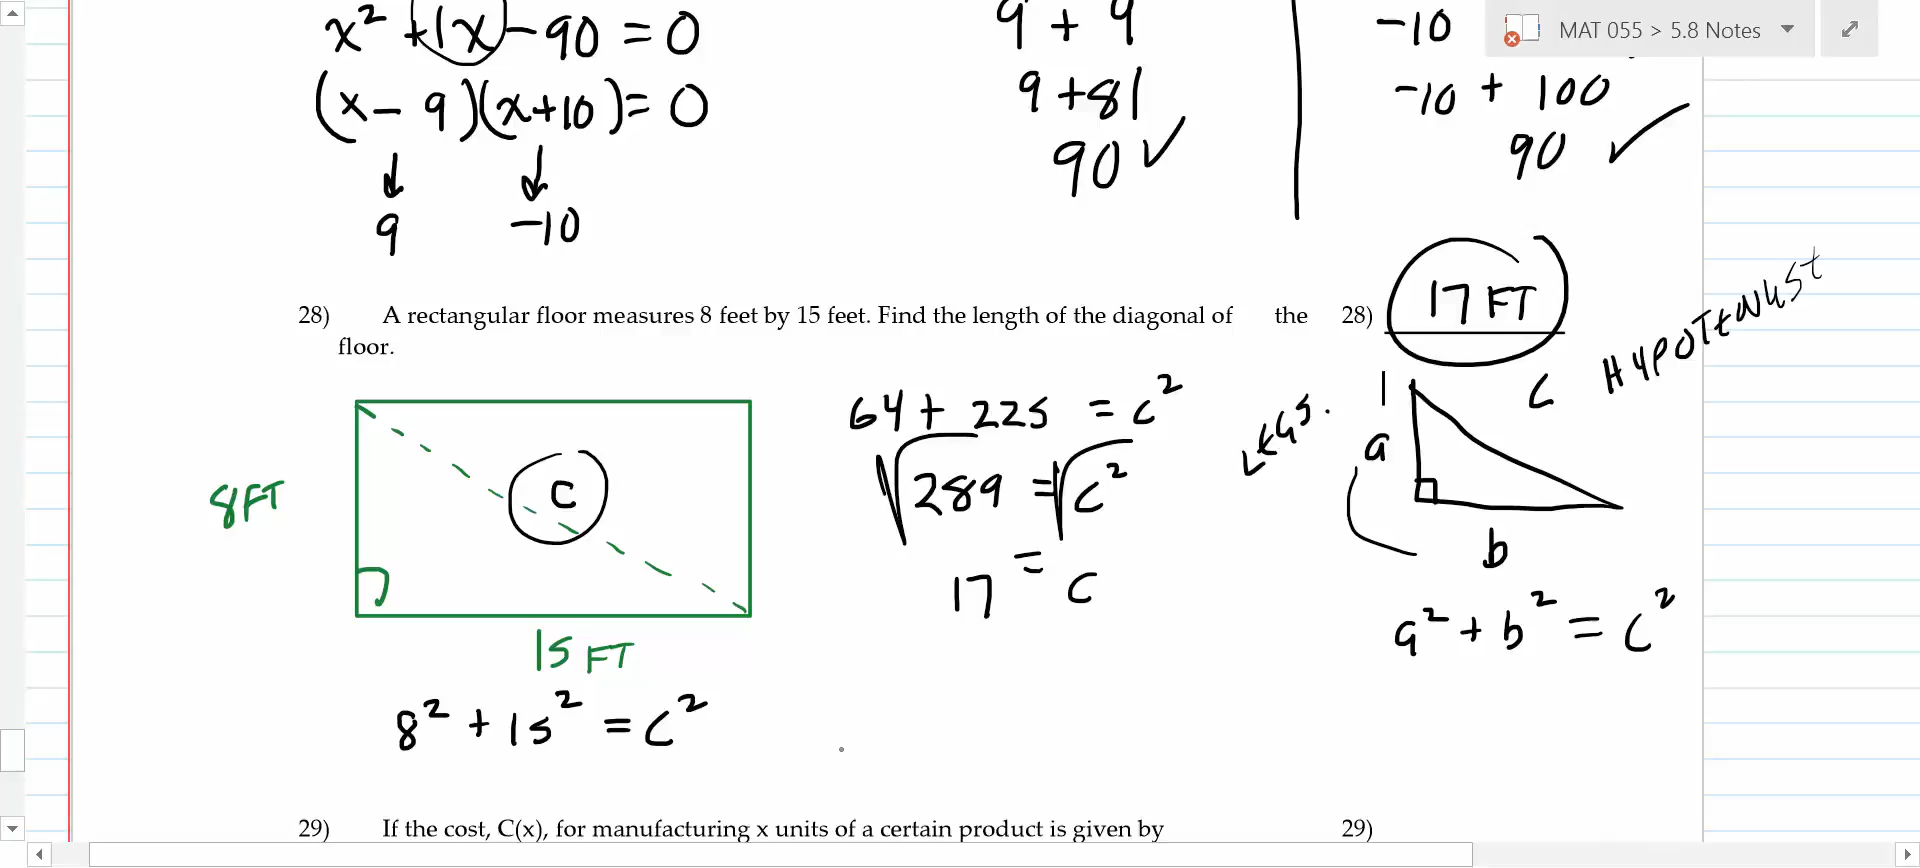 MAT 055 > 5.8 Notes
x² + 1x - 90 = 0
(x - 9)(x + 10) = 0
9
-10
9 + 9
9 + 81
90 ✓
-10
-10 + 100
90 ✓
28) A rectangular floor measures 8 feet by 15 feet. Find the length of the diagonal of the
floor.
28) 17 FT
8 FT
C
15 FT
8² + 15² = c²
64 + 225 = c²
√289 = √c²
17 = c
LEGS.
a
b
c
HYPOTENUSE
a² + b² = c²
29) If the cost, C(x), for manufacturing x units of a certain product is given by
29)